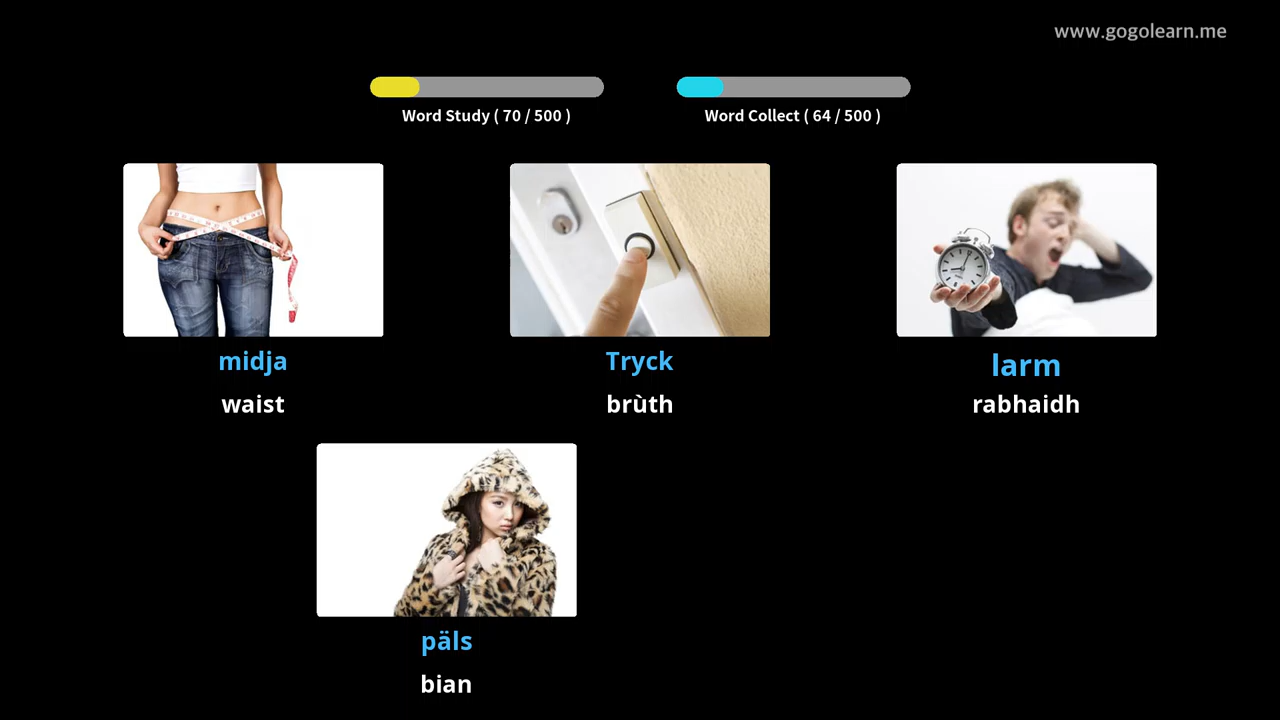 www.gogolearn.me
Word Study ( 70 / 500 )
Word Collect ( 64 / 500 )
midja
waist
Tryck
brùth
larm
rabhaidh
päls
bian